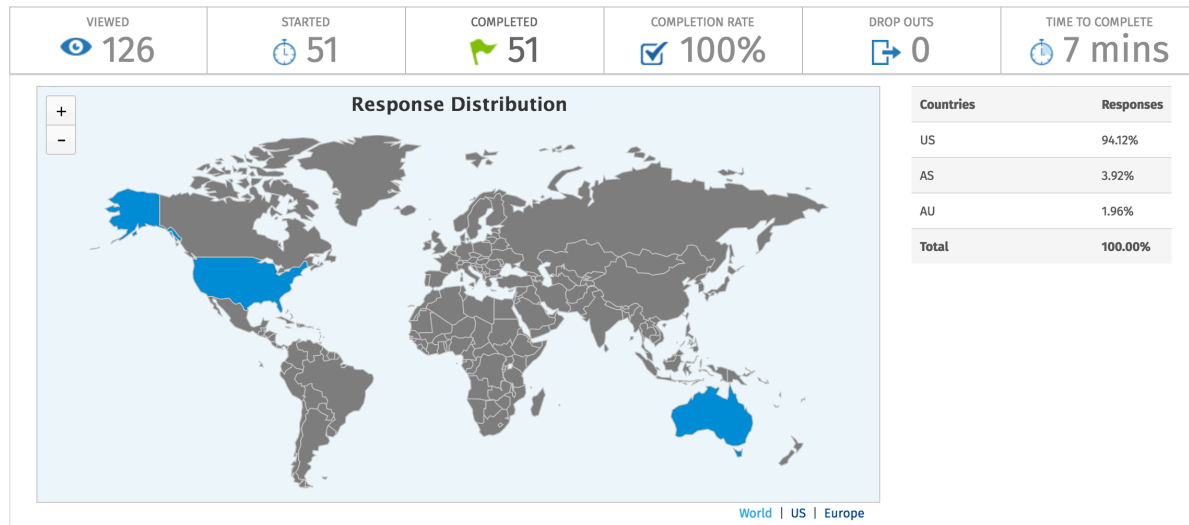 VIEWED STARTED COMPLETED COMPLETION RATE DROP OUTS TIME TO COMPLETE
126 51 51 100% 0 7 mins
+
Response Distribution
-
Countries Responses
US 94.12%
AS 3.92%
AU 1.96%
Total 100.00%
World | US | Europe